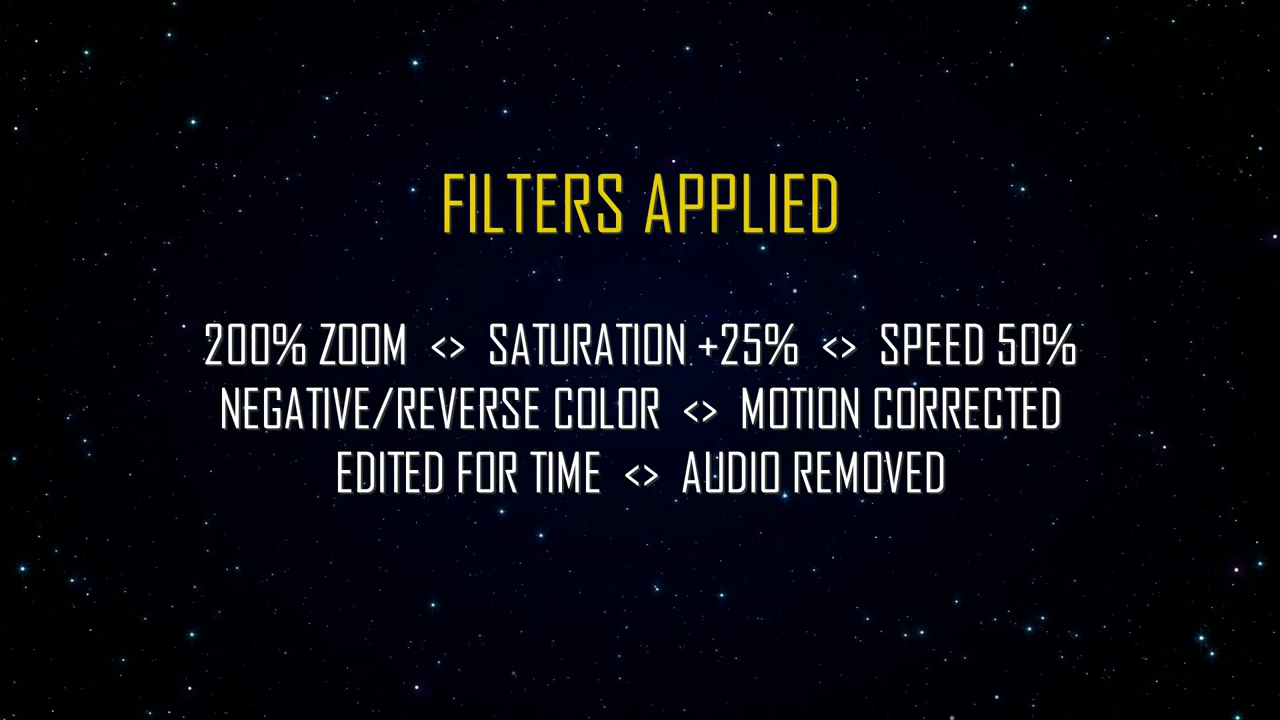 FILTERS APPLIED
200% ZOOM <> SATURATION +25% <> SPEED 50%
NEGATIVE/REVERSE COLOR <> MOTION CORRECTED
EDITED FOR TIME <> AUDIO REMOVED